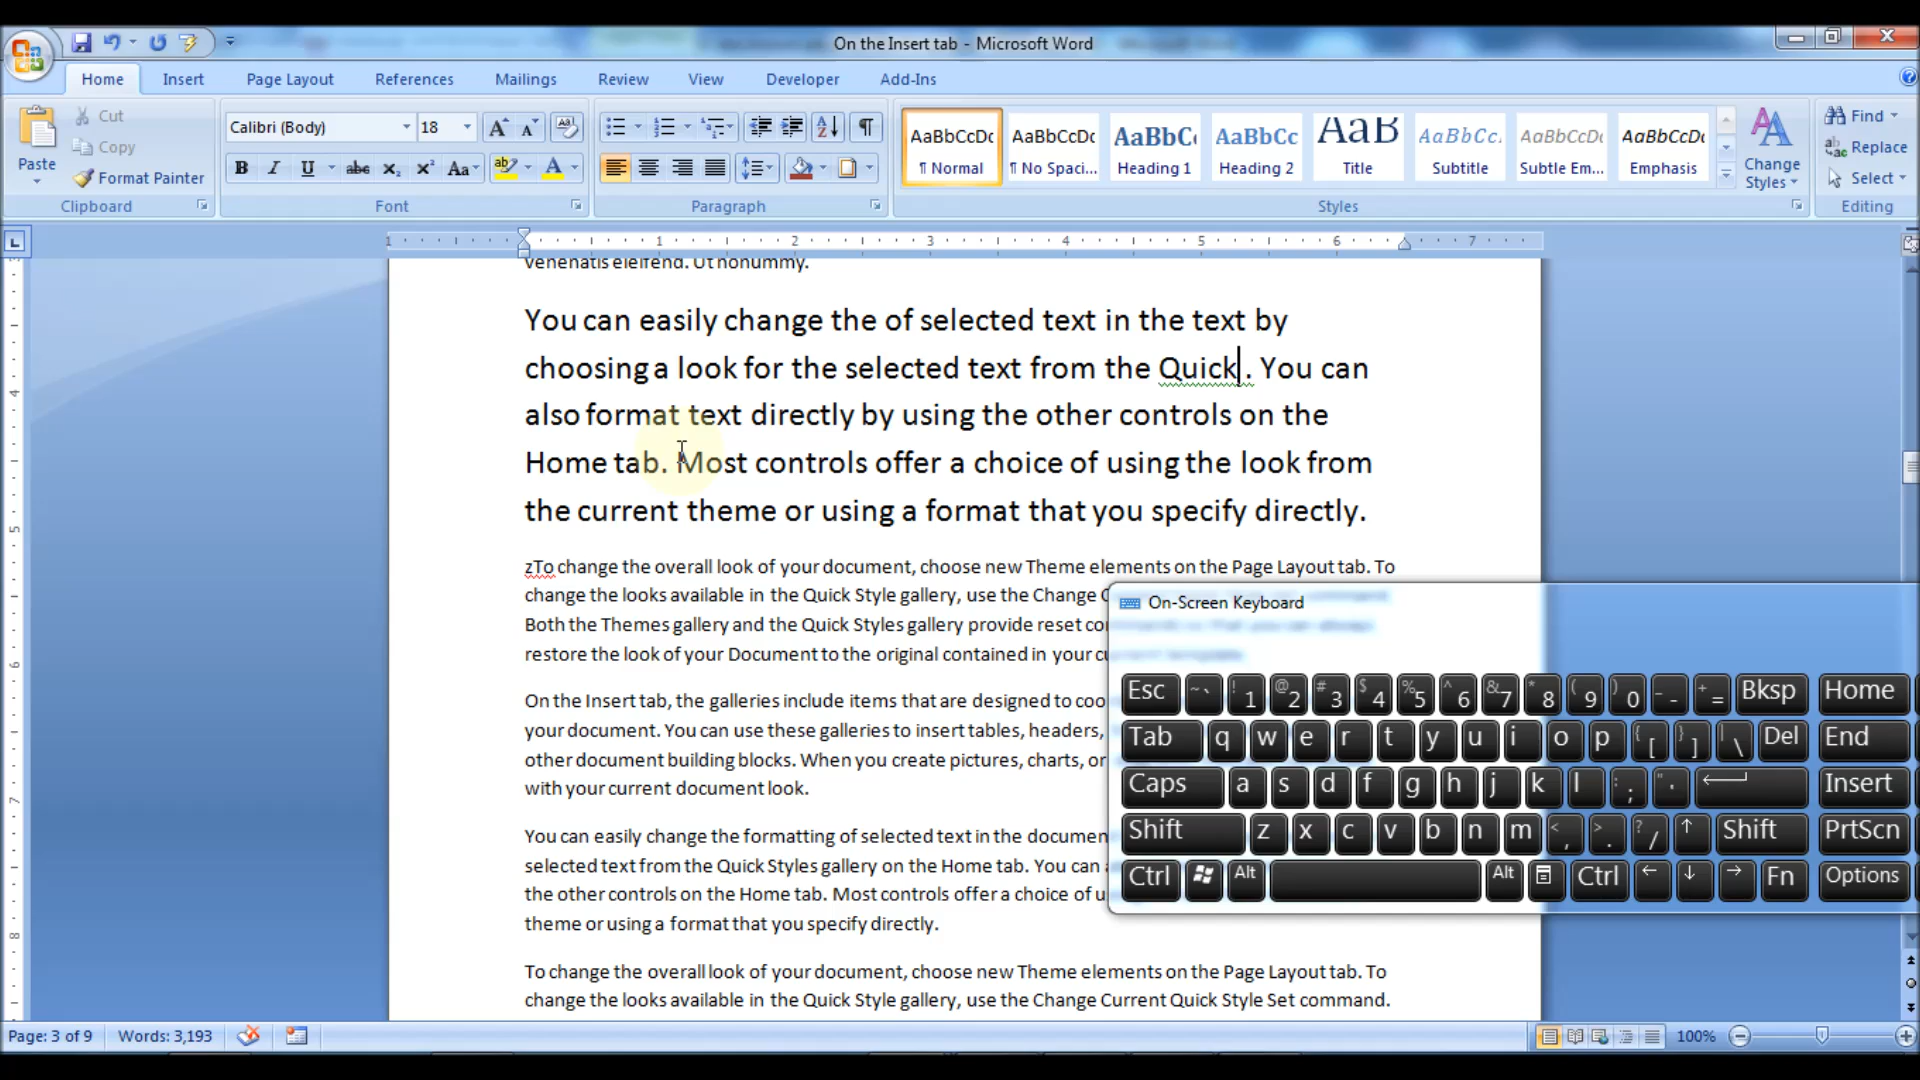 On the Insert tab - Microsoft Word
Home Insert Page Layout References Mailings Review View Developer Add-Ins
Paste
Cut
Copy
Format Painter
Clipboard
Calibri (Body) 18
Font
Paragraph
AaBbCcDc AaBbCcDc AaBbC AaBbCc AaB AaBbCc. AaBbCcDc AaBbCcDc
¶ Normal ¶ No Spaci... Heading 1 Heading 2 Title Subtitle Subtle Em... Emphasis
Styles
Change
Styles
Find
Replace
Select
Editing
1 1 2 3 4 5 6 7
venenatis eleifend. Ut nonummy.
You can easily change the of selected text in the text by
choosing a look for the selected text from the Quick . You can
also format text directly by using the other controls on the
Home tab. Most controls offer a choice of using the look from
the current theme or using a format that you specify directly.
zTo change the overall look of your document, choose new Theme elements on the Page Layout tab. To
change the looks available in the Quick Style gallery, use the Change
Both the Themes gallery and the Quick Styles gallery provide reset
restore the look of your Document to the original contained in your
On the Insert tab, the galleries include items that are designed to coo
your document. You can use these galleries to insert tables, headers,
other document building blocks. When you create pictures, charts, or
with your current document look.
You can easily change the formatting of selected text in the documen
selected text from the Quick Styles gallery on the Home tab. You can
the other controls on the Home tab. Most controls offer a choice of u
theme or using a format that you specify directly.
To change the overall look of your document, choose new Theme elements on the Page Layout tab. To
change the looks available in the Quick Style gallery, use the Change Current Quick Style Set command.
On-Screen Keyboard
Esc ~ ` ! 1 @ 2 # 3 $ 4 % 5 ^ 6 & 7 * 8 ( 9 ) 0 _ - + = Bksp Home
Tab q w e r t y u i o p { [ } ] | \ Del End
Caps a s d f g h j k l : ; " ' Insert
Shift z x c v b n m < , > . ? / ↑ Shift PrtScn
Ctrl Alt Alt Ctrl ← ↓ → Fn Options
Page: 3 of 9 Words: 3,193 100%